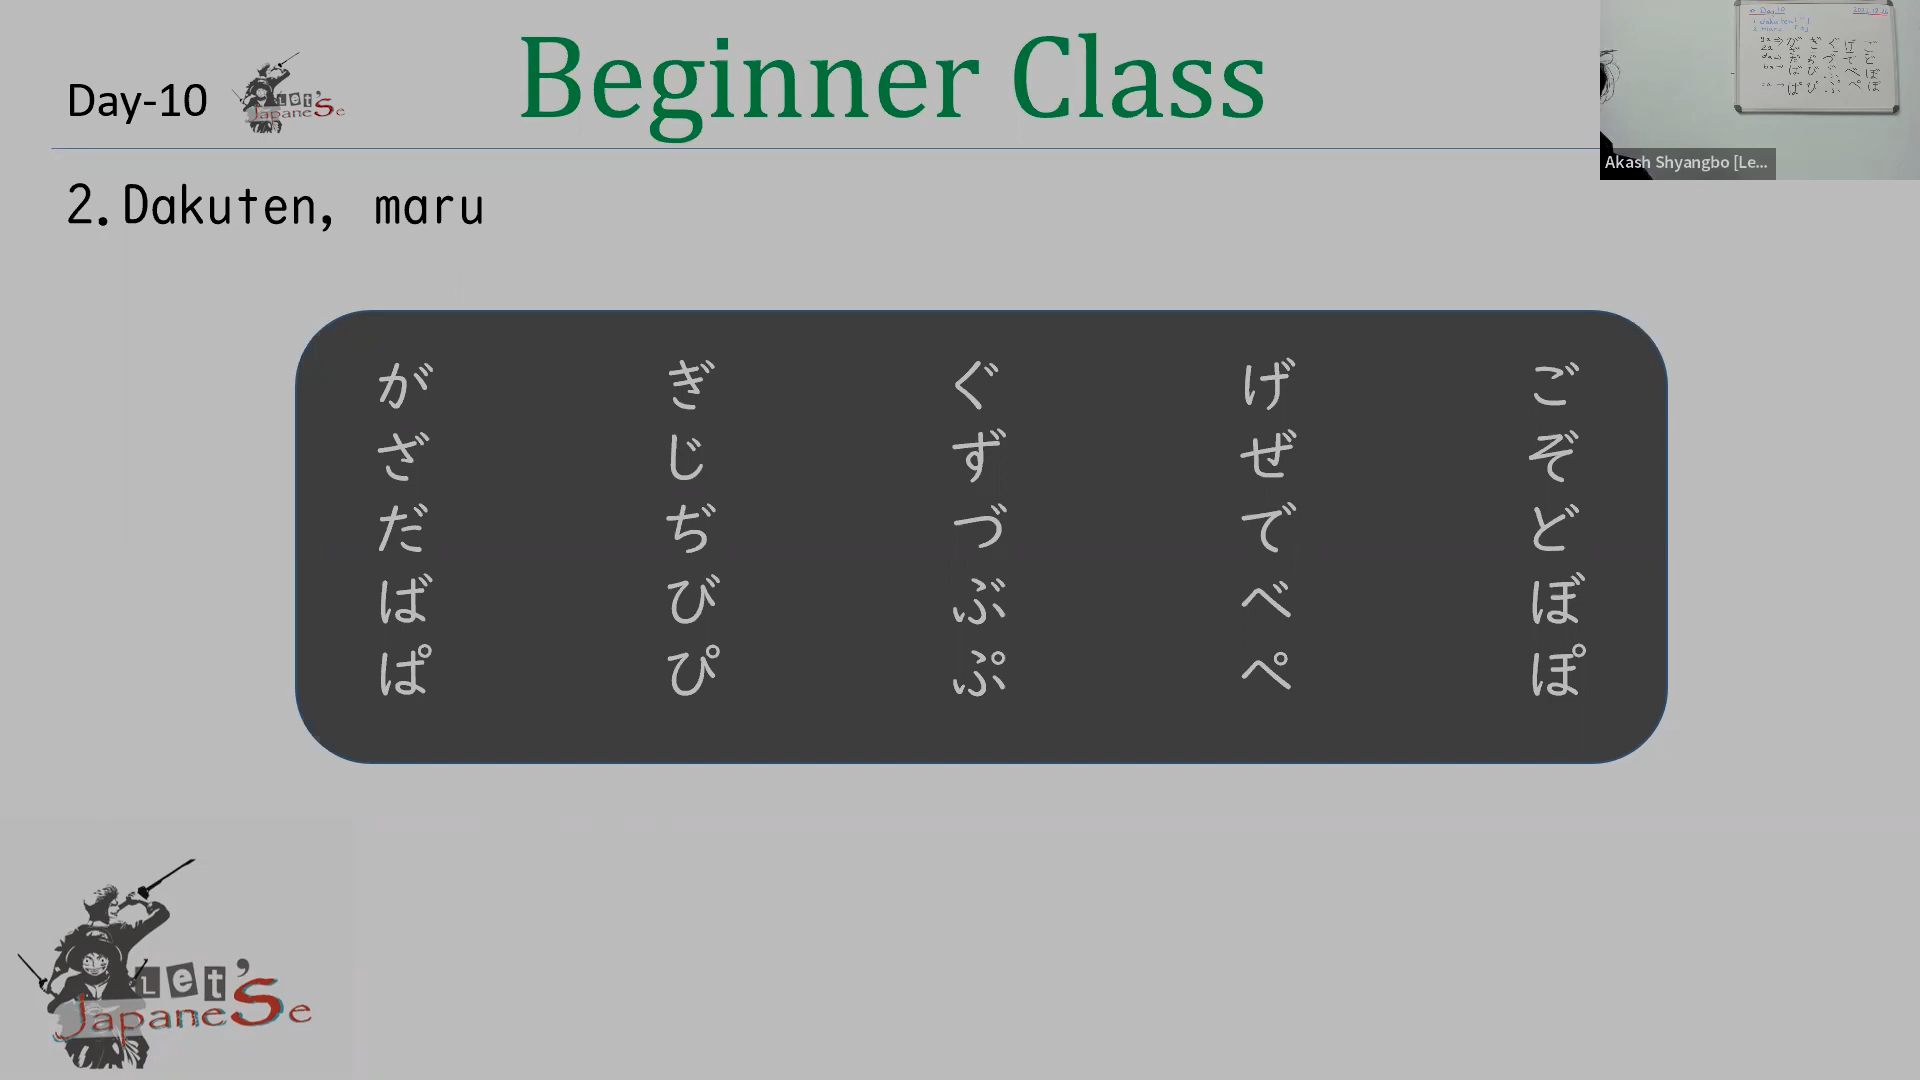 Day-10
Let's Japanese
Beginner Class
Akash Shyangbo [Le...
2.Dakuten, maru
が ぎ ぐ げ ご
ざ じ ず ぜ ぞ
だ ぢ づ で ど
ば び ぶ べ ぼ
ぱ ぴ ぷ ぺ ぽ
Let's Japanese